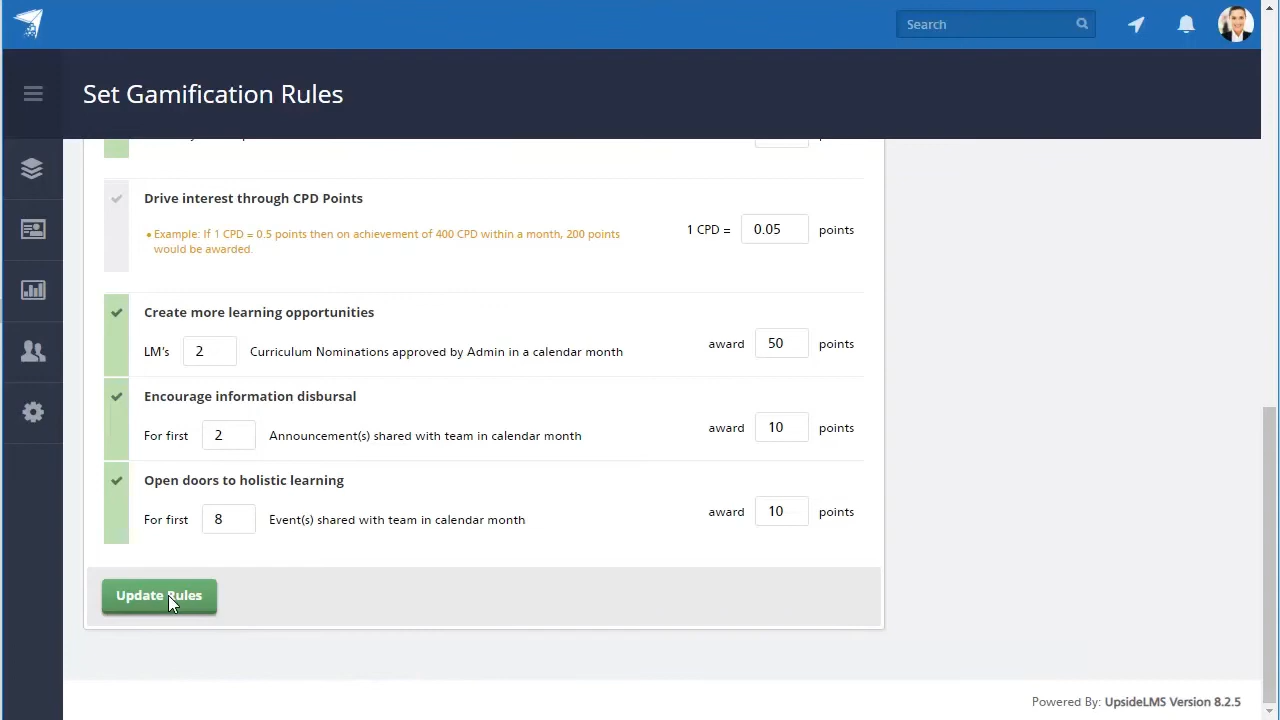 Search
Set Gamification Rules
Drive interest through CPD Points
• Example: If 1 CPD = 0.5 points then on achievement of 400 CPD within a month, 200 points
would be awarded.
1 CPD = 0.05 points
Create more learning opportunities
LM's 2 Curriculum Nominations approved by Admin in a calendar month
award 50 points
Encourage information disbursal
For first 2 Announcement(s) shared with team in calendar month
award 10 points
Open doors to holistic learning
For first 8 Event(s) shared with team in calendar month
award 10 points
Update Rules
Powered By: UpsideLMS Version 8.2.5